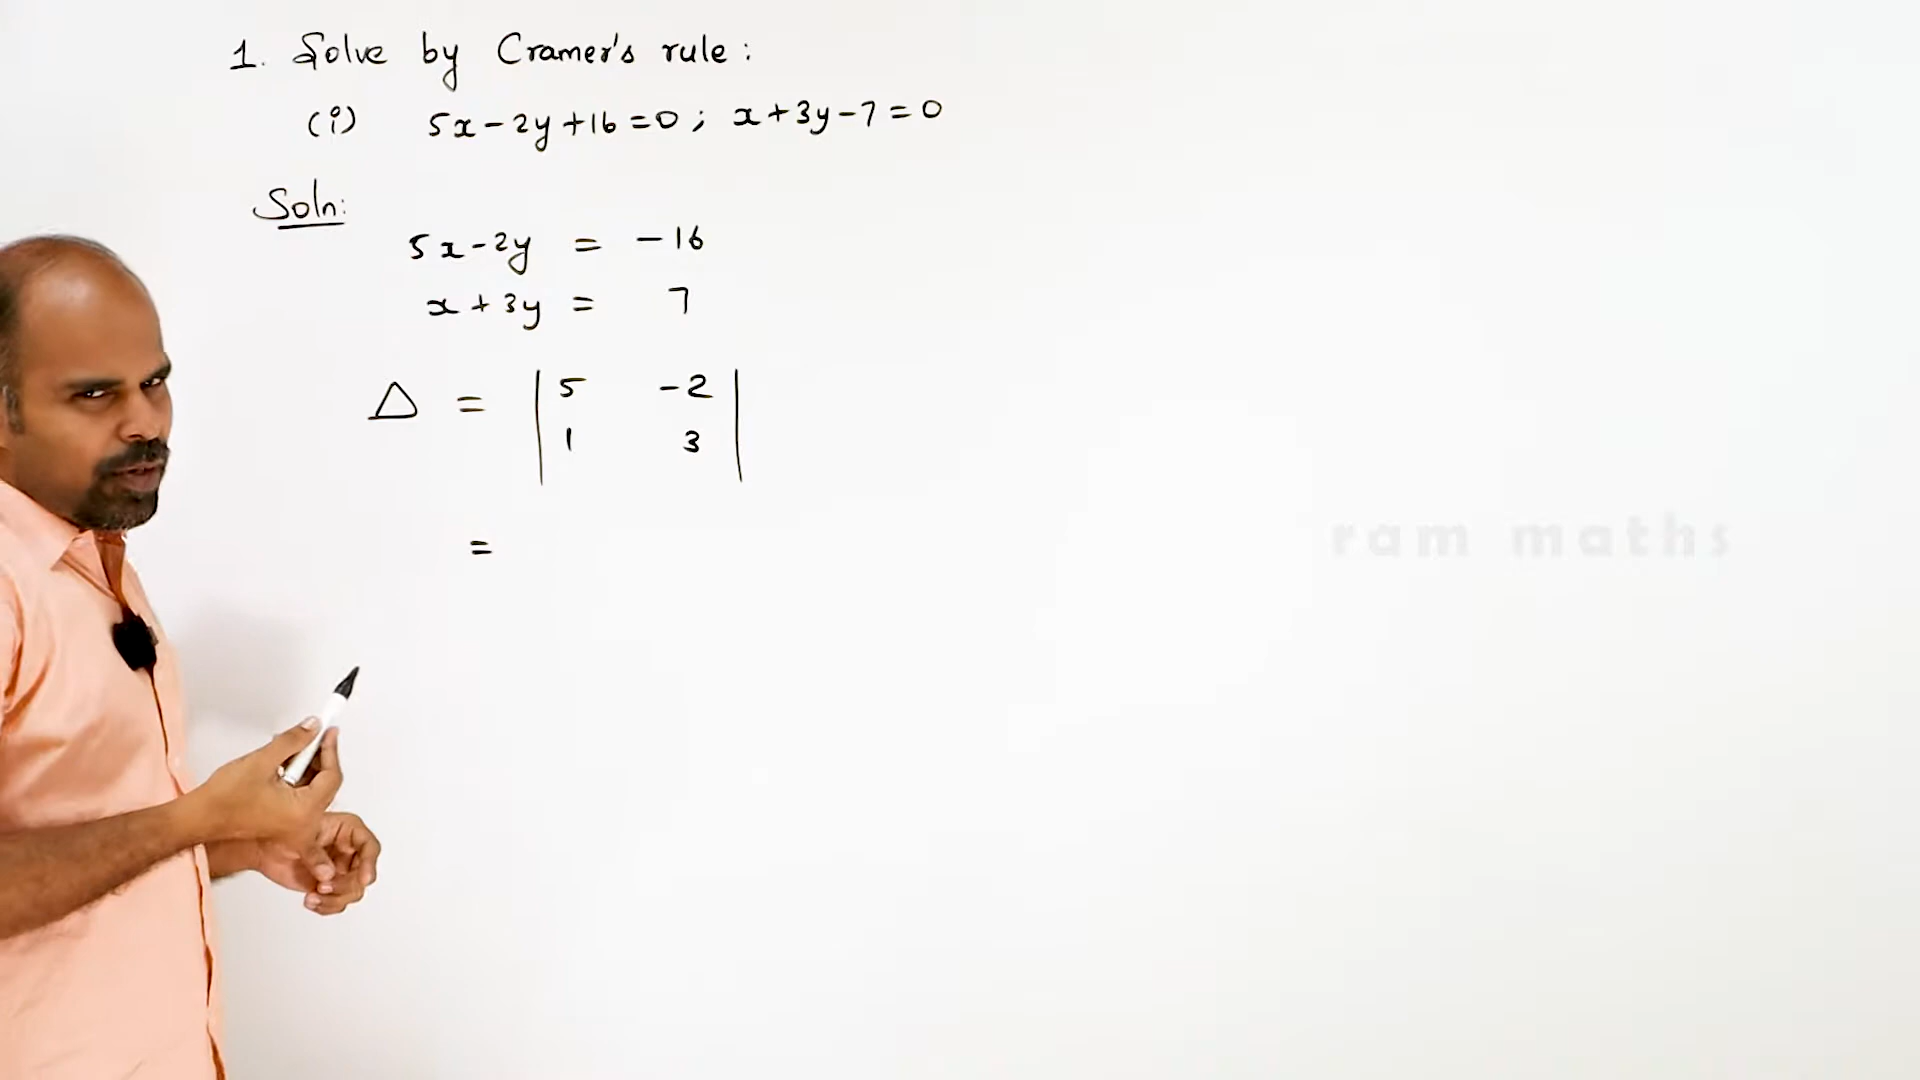 1. Solve by Cramer's rule:
(i) 5x-2y+16=0; x+3y-7=0
Soln:
5x-2y = -16
x+3y = 7
Δ = | 5 -2 |
| 1 3 |
=
ram maths